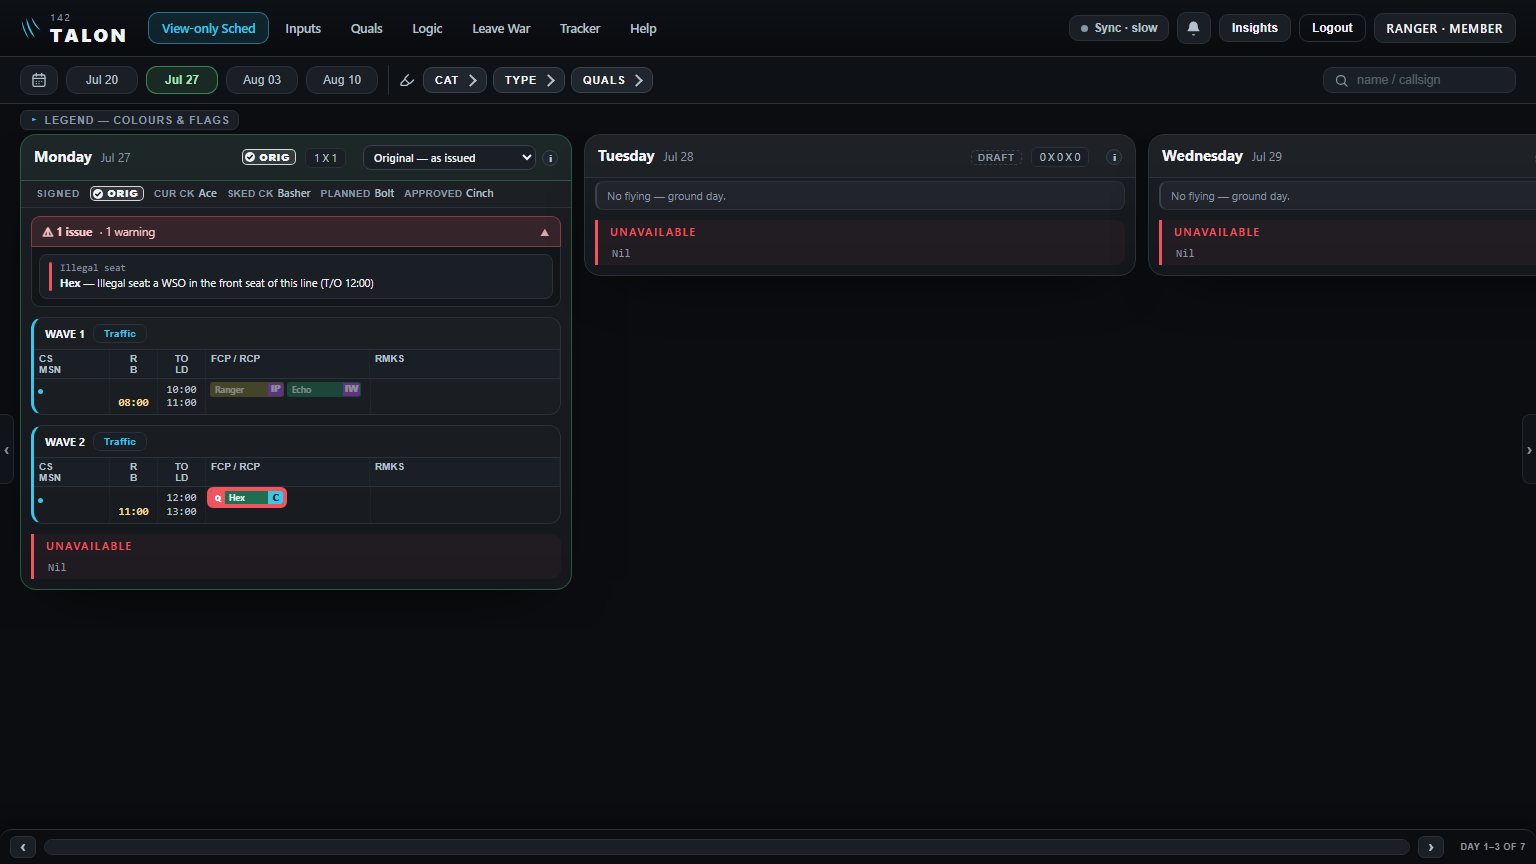 142
TALON
View-only Sched
Inputs
Quals
Logic
Leave War
Tracker
Help
Sync · slow
Insights
Logout
RANGER · MEMBER
Jul 20
Jul 27
Aug 03
Aug 10
CAT
TYPE
QUALS
name / callsign
LEGEND — COLOURS & FLAGS
Monday Jul 27
ORIG
1 X 1
Original — as issued
i
SIGNED ORIG CUR CK Ace SKED CK Basher PLANNED Bolt APPROVED Cinch
1 issue · 1 warning
Illegal seat
Hex — Illegal seat: a WSO in the front seat of this line (T/O 12:00)
WAVE 1 Traffic
CS R TO FCP / RCP RMKS
MSN B LD
10:00 Ranger IP Echo IW
08:00 11:00
WAVE 2 Traffic
CS R TO FCP / RCP RMKS
MSN B LD
12:00 Q Hex C
11:00 13:00
UNAVAILABLE
Nil
Tuesday Jul 28
DRAFT
0 X 0 X 0
i
No flying — ground day.
UNAVAILABLE
Nil
Wednesday Jul 29
No flying — ground day.
UNAVAILABLE
Nil
DAY 1–3 OF 7